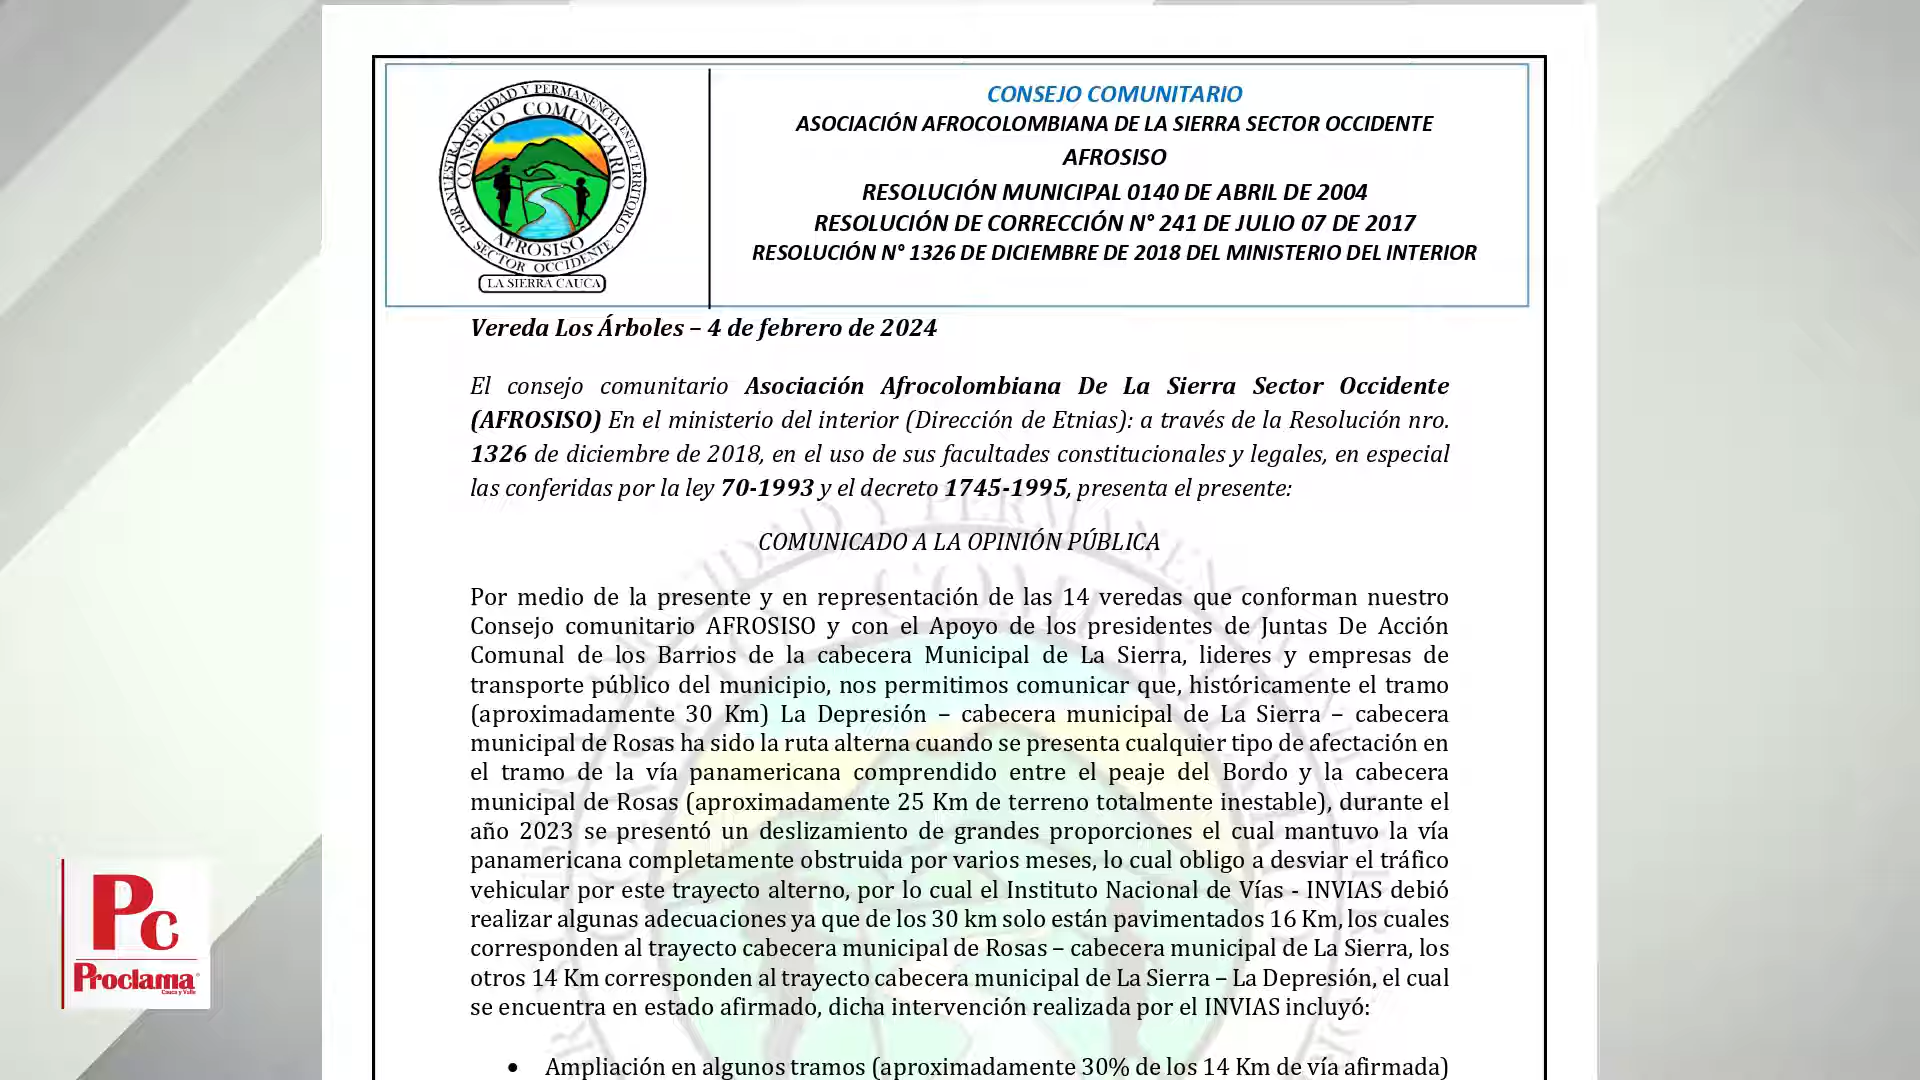 POR NUESTRA DIGNIDAD Y PERMANENCIA EN EL TERRITORIO
CONSEJO COMUNITARIO
AFROSISO
SECTOR OCCIDENTE
LA SIERRA CAUCA
CONSEJO COMUNITARIO
ASOCIACIÓN AFROCOLOMBIANA DE LA SIERRA SECTOR OCCIDENTE
AFROSISO
RESOLUCIÓN MUNICIPAL 0140 DE ABRIL DE 2004
RESOLUCIÓN DE CORRECCIÓN N° 241 DE JULIO 07 DE 2017
RESOLUCIÓN N° 1326 DE DICIEMBRE DE 2018 DEL MINISTERIO DEL INTERIOR
Vereda Los Árboles – 4 de febrero de 2024
El consejo comunitario Asociación Afrocolombiana De La Sierra Sector Occidente
(AFROSISO) En el ministerio del interior (Dirección de Etnias): a través de la Resolución nro.
1326 de diciembre de 2018, en el uso de sus facultades constitucionales y legales, en especial
las conferidas por la ley 70-1993 y el decreto 1745-1995, presenta el presente:
COMUNICADO A LA OPINIÓN PÚBLICA
Por medio de la presente y en representación de las 14 veredas que conforman nuestro
Consejo comunitario AFROSISO y con el Apoyo de los presidentes de Juntas De Acción
Comunal de los Barrios de la cabecera Municipal de La Sierra, lideres y empresas de
transporte público del municipio, nos permitimos comunicar que, históricamente el tramo
(aproximadamente 30 Km) La Depresión – cabecera municipal de La Sierra – cabecera
municipal de Rosas ha sido la ruta alterna cuando se presenta cualquier tipo de afectación en
el tramo de la vía panamericana comprendido entre el peaje del Bordo y la cabecera
municipal de Rosas (aproximadamente 25 Km de terreno totalmente inestable), durante el
año 2023 se presentó un deslizamiento de grandes proporciones el cual mantuvo la vía
panamericana completamente obstruida por varios meses, lo cual obligo a desviar el tráfico
vehicular por este trayecto alterno, por lo cual el Instituto Nacional de Vías - INVIAS debió
realizar algunas adecuaciones ya que de los 30 km solo están pavimentados 16 Km, los cuales
corresponden al trayecto cabecera municipal de Rosas – cabecera municipal de La Sierra, los
otros 14 Km corresponden al trayecto cabecera municipal de La Sierra – La Depresión, el cual
se encuentra en estado afirmado, dicha intervención realizada por el INVIAS incluyó:
• Ampliación en algunos tramos (aproximadamente 30% de los 14 Km de vía afirmada)
Pc
Proclama
Cauca y Valle